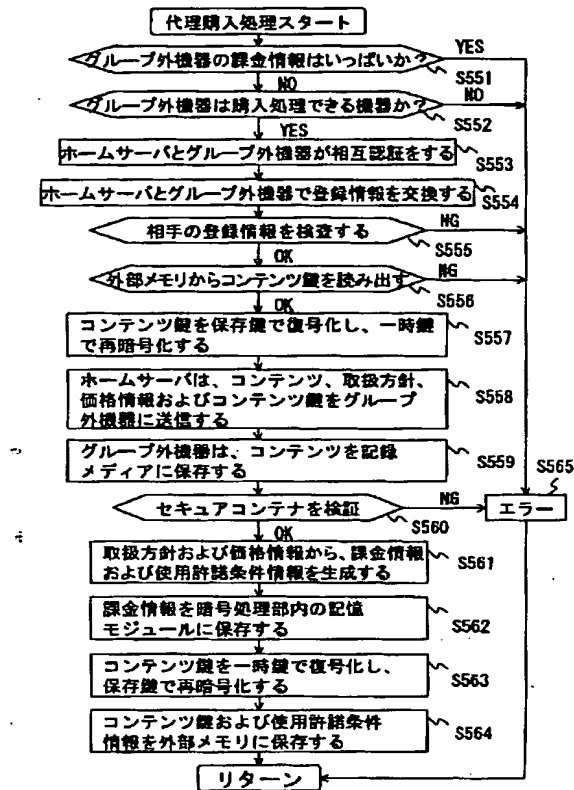 代理購入処理スタート
グループ外機器の課金情報はいっぱいか?
YES
S551
NO
グループ外機器は購入処理できる機器か?
NO
S552
YES
ホームサーバとグループ外機器が相互認証をする
S553
ホームサーバとグループ外機器で登録情報を交換する
S554
相手の登録情報を検査する
NG
S555
OK
外部メモリからコンテンツ鍵を読み出す
NG
S556
OK
コンテンツ鍵を保存鍵で復号化し、一時鍵
で再暗号化する
S557
ホームサーバは、コンテンツ、取扱方針、
価格情報およびコンテンツ鍵をグループ
外機器に送信する
S558
グループ外機器は、コンテンツを記録
メディアに保存する
S559
セキュアコンテナを検証
NG
S560
エラー
S565
OK
取扱方針および価格情報から、課金情報
および使用許諾条件情報を生成する
S561
課金情報を暗号処理部内の記憶
モジュールに保存する
S562
コンテンツ鍵を一時鍵で復号化し、
保存鍵で再暗号化する
S563
コンテンツ鍵および使用許諾条件
情報を外部メモリに保存する
S564
リターン